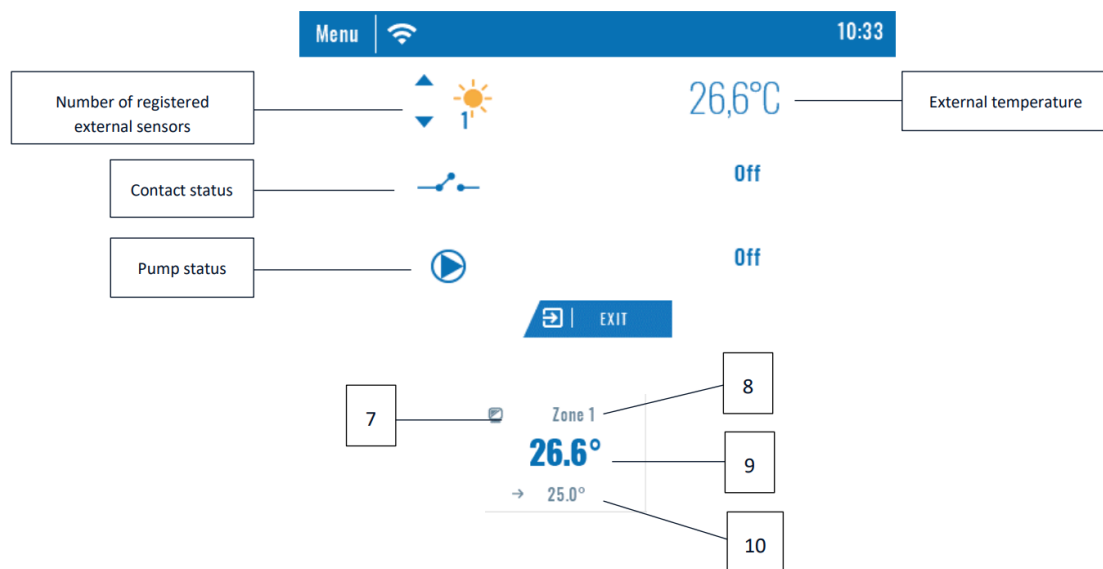 Menu
10:33
Number of registered
external sensors
1
26,6°C
External temperature
Contact status
Off
Pump status
Off
EXIT
7
Zone 1
8
26.6°
9
→ 25.0°
10